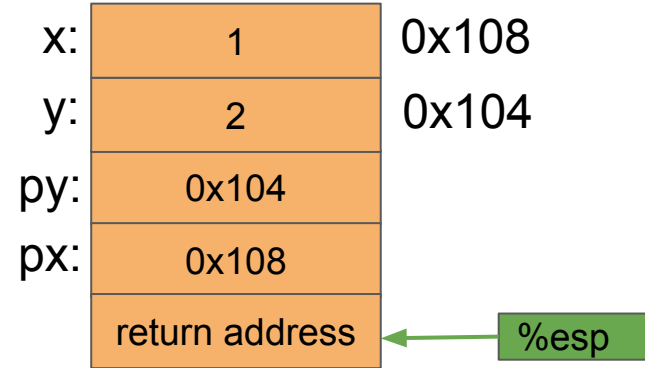 x: 1 0x108
y: 2 0x104
py: 0x104
px: 0x108
return address %esp